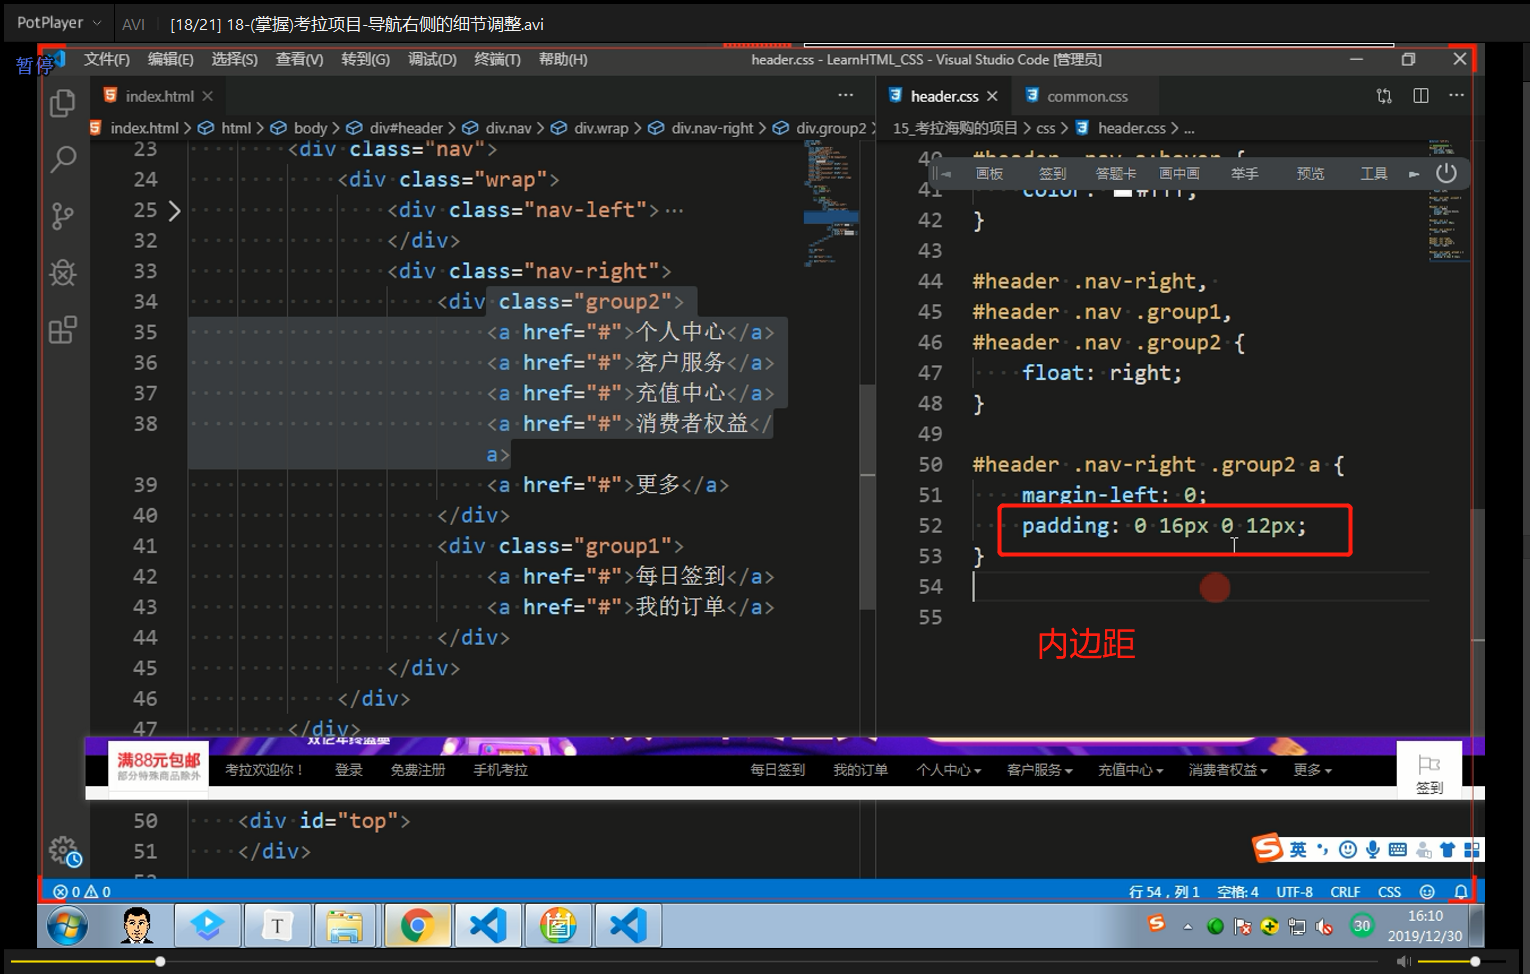 PotPlayer AVI [18/21] 18-(掌握)考拉项目-导航右侧的细节调整.avi
暂停
文件(F) 编辑(E) 选择(S) 查看(V) 转到(G) 调试(D) 终端(T) 帮助(H) header.css - LearnHTML_CSS - Visual Studio Code [管理员]
index.html
header.css common.css
index.html > html > body > div#header > div.nav > div.wrap > div.nav-right > div.group2 >
15_考拉海购的项目 > css > header.css > ...
23 <div class="nav">
24 <div class="wrap">
25 <div class="nav-left">···
32 </div>
33 <div class="nav-right">
34 <div class="group2">
35 <a href="#">个人中心</a>
36 <a href="#">客户服务</a>
37 <a href="#">充值中心</a>
38 <a href="#">消费者权益</
a>
39 <a href="#">更多</a>
40 </div>
41 <div class="group1">
42 <a href="#">每日签到</a>
43 <a href="#">我的订单</a>
44 </div>
45 </div>
46 </div>
47 </div>
画板 签到 答题卡 画中画 举手 预览 工具
40 #header .nav a:hover {
41 color: #fff;
42 }
43
44 #header .nav-right,
45 #header .nav .group1,
46 #header .nav .group2 {
47 float: right;
48 }
49
50 #header .nav-right .group2 a {
51 margin-left: 0;
52 padding: 0 16px 0 12px;
53 }
54
55
内边距
满88元包邮
部分特殊商品除外
考拉欢迎你！ 登录 免费注册 手机考拉 每日签到 我的订单 个人中心 客户服务 充值中心 消费者权益 更多
签到
50 <div id="top">
51 </div>
英
0 0
行 54，列 1 空格: 4 UTF-8 CRLF CSS
T
30
16:10
2019/12/30